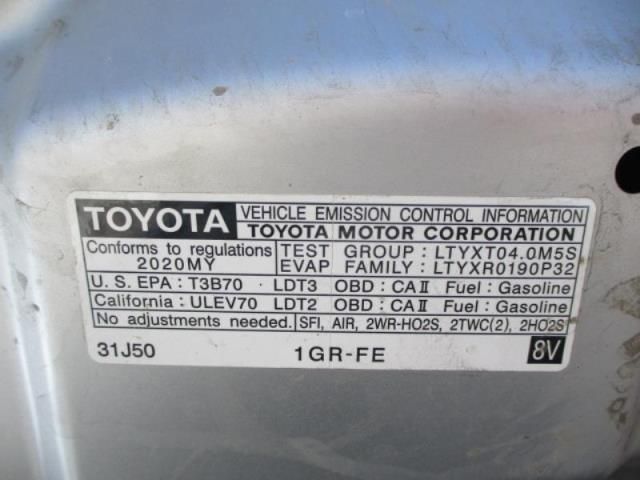 TOYOTA VEHICLE EMISSION CONTROL INFORMATION
TOYOTA MOTOR CORPORATION
Conforms to regulations TEST GROUP: LTYXT04.0M5S
2020MY EVAP FAMILY: LTYXR0190P32
U.S. EPA: T3B70 LDT3 OBD: CAII Fuel: Gasoline
California: ULEV70 LDT2 OBD: CAII Fuel: Gasoline
No adjustments needed. SFI, AIR, 2WR-HO2S, 2TWC(2), 2HO2S
31J50 1GR-FE 8V